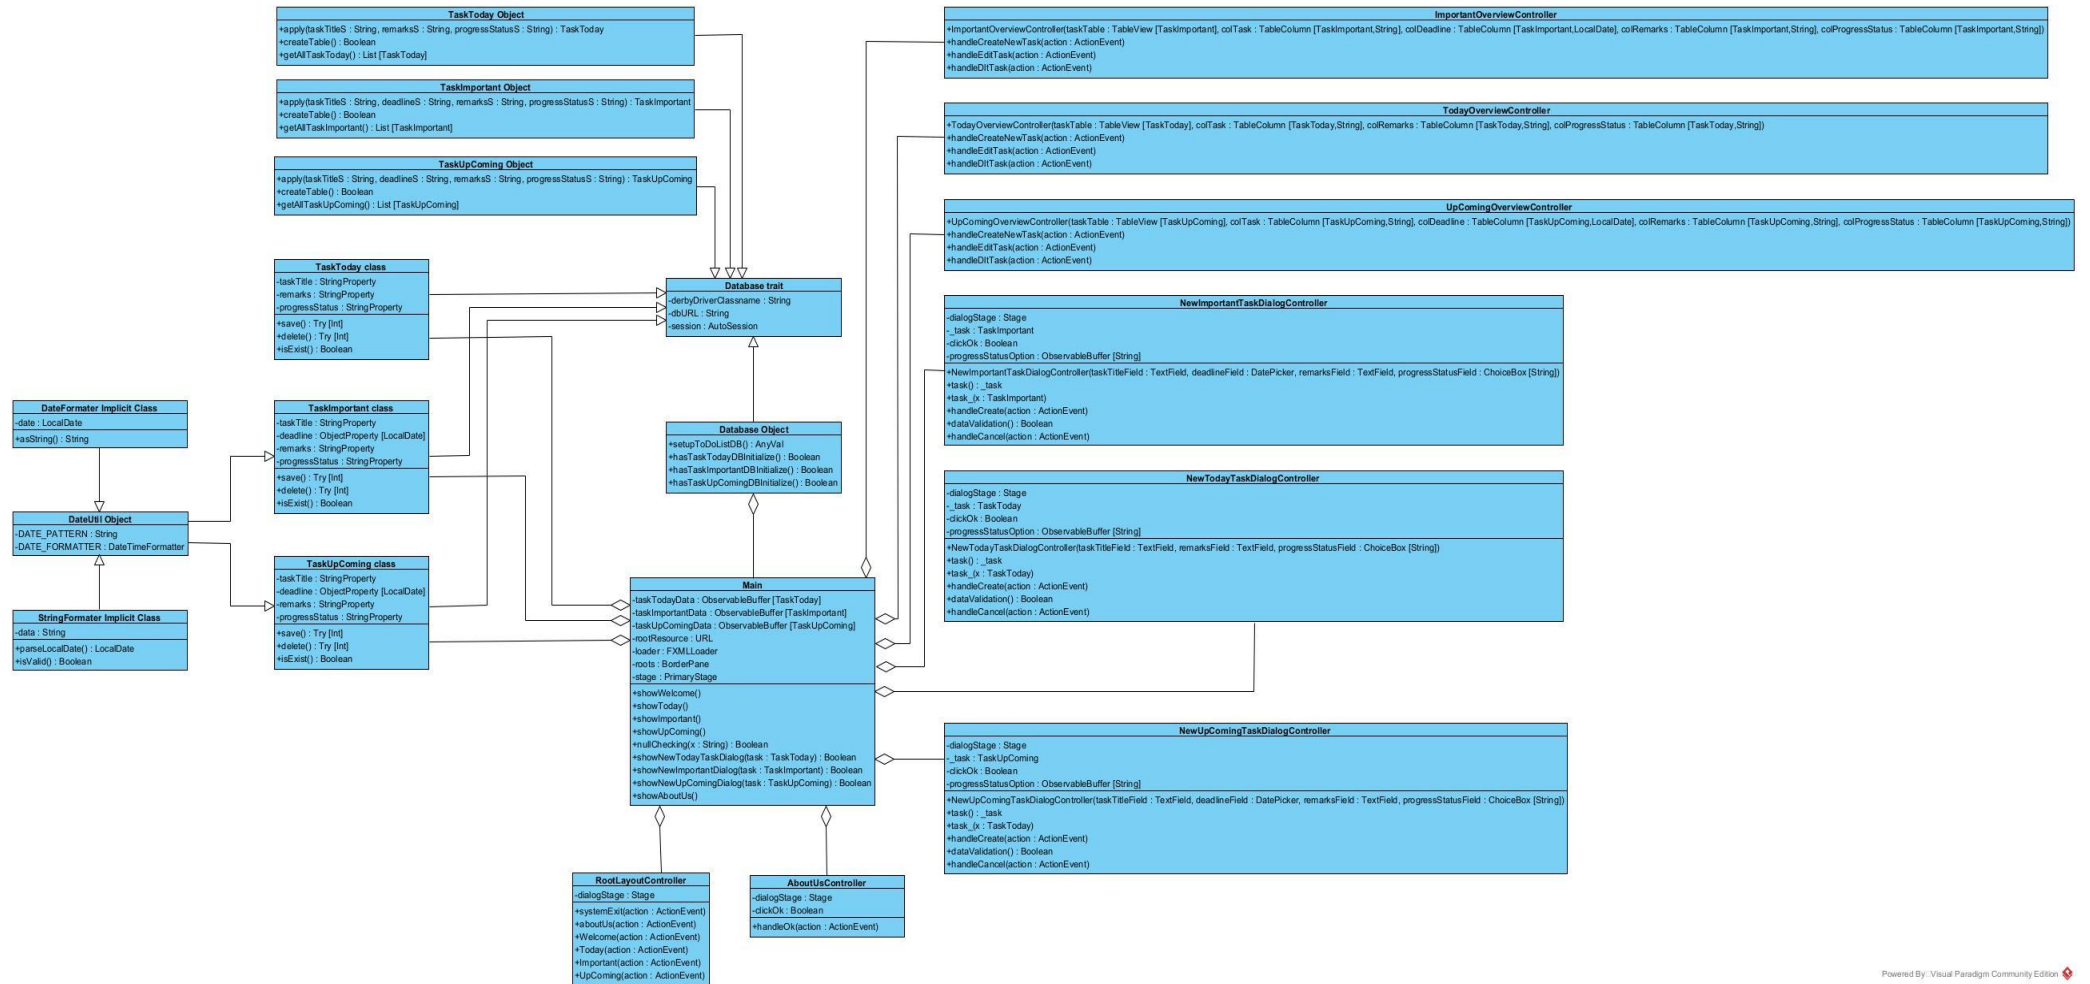 TaskToday Object
+apply(taskTitleS : String, remarksS : String, progressStatusS : String) : TaskToday
+createTable() : Boolean
+getAllTaskToday() : List [TaskToday]
TaskImportant Object
+apply(taskTitleS : String, deadlineS : String, remarksS : String, progressStatusS : String) : TaskImportant
+createTable() : Boolean
+getAllTaskImportant() : List [TaskImportant]
TaskUpComing Object
+apply(taskTitleS : String, deadlineS : String, remarksS : String, progressStatusS : String) : TaskUpComing
+createTable() : Boolean
+getAllTaskUpComing() : List [TaskUpComing]
TaskToday class
-taskTitle : StringProperty
-remarks : StringProperty
-progressStatus : StringProperty
+save() : Try [Int]
+delete() : Try [Int]
+isExist() : Boolean
Database trait
-derbyDriverClassname : String
-dbURL : String
-session : AutoSession
DateFormater Implicit Class
-date : LocalDate
+asString() : String
DateUtil Object
-DATE_PATTERN : String
-DATE_FORMATTER : DateTimeFormatter
StringFormater Implicit Class
-data : String
+parseLocalDate() : LocalDate
+isValid() : Boolean
TaskImportant class
-taskTitle : StringProperty
-deadline : ObjectProperty [LocalDate]
-remarks : StringProperty
-progressStatus : StringProperty
+save() : Try [Int]
+delete() : Try [Int]
+isExist() : Boolean
TaskUpComing class
-taskTitle : StringProperty
-deadline : ObjectProperty [LocalDate]
-remarks : StringProperty
-progressStatus : StringProperty
+save() : Try [Int]
+delete() : Try [Int]
+isExist() : Boolean
Database Object
+setupToDoListDB() : AnyVal
+hasTaskTodayDBInitialize() : Boolean
+hasTaskImportantDBInitialize() : Boolean
+hasTaskUpComingDBInitialize() : Boolean
Main
-taskTodayData : ObservableBuffer [TaskToday]
-taskImportantData : ObservableBuffer [TaskImportant]
-taskUpComingData : ObservableBuffer [TaskUpComing]
-rootResource : URL
-loader : FXMLLoader
-roots : BorderPane
-stage : PrimaryStage
+showWelcome()
+showToday()
+showImportant()
+showUpComing()
+nullChecking(x : String) : Boolean
+showNewTodayTaskDialog(task : TaskToday) : Boolean
+showNewImportantDialog(task : TaskImportant) : Boolean
+showNewUpComingDialog(task : TaskUpComing) : Boolean
+showAboutUs()
RootLayoutController
-dialogStage : Stage
+systemExit(action : ActionEvent)
+aboutUs(action : ActionEvent)
+Welcome(action : ActionEvent)
+Today(action : ActionEvent)
+Important(action : ActionEvent)
+UpComing(action : ActionEvent)
AboutUsController
-dialogStage : Stage
-clickOk : Boolean
+handleOk(action : ActionEvent)
ImportantOverviewController
+ImportantOverviewController(taskTable : TableView [TaskImportant], colTask : TableColumn [TaskImportant,String], colDeadline : TableColumn [TaskImportant,LocalDate], colRemarks : TableColumn [TaskImportant,String], colProgressStatus : TableColumn [TaskImportant,String])
+handleCreateNewTask(action : ActionEvent)
+handleEditTask(action : ActionEvent)
+handleDltTask(action : ActionEvent)
TodayOverviewController
+TodayOverviewController(taskTable : TableView [TaskToday], colTask : TableColumn [TaskToday,String], colRemarks : TableColumn [TaskToday,String], colProgressStatus : TableColumn [TaskToday,String])
+handleCreateNewTask(action : ActionEvent)
+handleEditTask(action : ActionEvent)
+handleDltTask(action : ActionEvent)
UpComingOverviewController
+UpComingOverviewController(taskTable : TableView [TaskUpComing], colTask : TableColumn [TaskUpComing,String], colDeadline : TableColumn [TaskUpComing,LocalDate], colRemarks : TableColumn [TaskUpComing,String], colProgressStatus : TableColumn [TaskUpComing,String])
+handleCreateNewTask(action : ActionEvent)
+handleEditTask(action : ActionEvent)
+handleDltTask(action : ActionEvent)
NewImportantTaskDialogController
-dialogStage : Stage
-_task : TaskImportant
-clickOk : Boolean
-progressStatusOption : ObservableBuffer [String]
+NewImportantTaskDialogController(taskTitleField : TextField, deadlineField : DatePicker, remarksField : TextField, progressStatusField : ChoiceBox [String])
+task() : _task
+task_(x : TaskImportant)
+handleCreate(action : ActionEvent)
+dataValidation() : Boolean
+handleCancel(action : ActionEvent)
NewTodayTaskDialogController
-dialogStage : Stage
-_task : TaskToday
-clickOk : Boolean
-progressStatusOption : ObservableBuffer [String]
+NewTodayTaskDialogController(taskTitleField : TextField, remarksField : TextField, progressStatusField : ChoiceBox [String])
+task() : _task
+task_(x : TaskToday)
+handleCreate(action : ActionEvent)
+dataValidation() : Boolean
+handleCancel(action : ActionEvent)
NewUpComingTaskDialogController
-dialogStage : Stage
-_task : TaskUpComing
-clickOk : Boolean
-progressStatusOption : ObservableBuffer [String]
+NewUpComingTaskDialogController(taskTitleField : TextField, deadlineField : DatePicker, remarksField : TextField, progressStatusField : ChoiceBox [String])
+task() : _task
+task_(x : TaskToday)
+handleCreate(action : ActionEvent)
+dataValidation() : Boolean
+handleCancel(action : ActionEvent)
Powered By: Visual Paradigm Community Edition